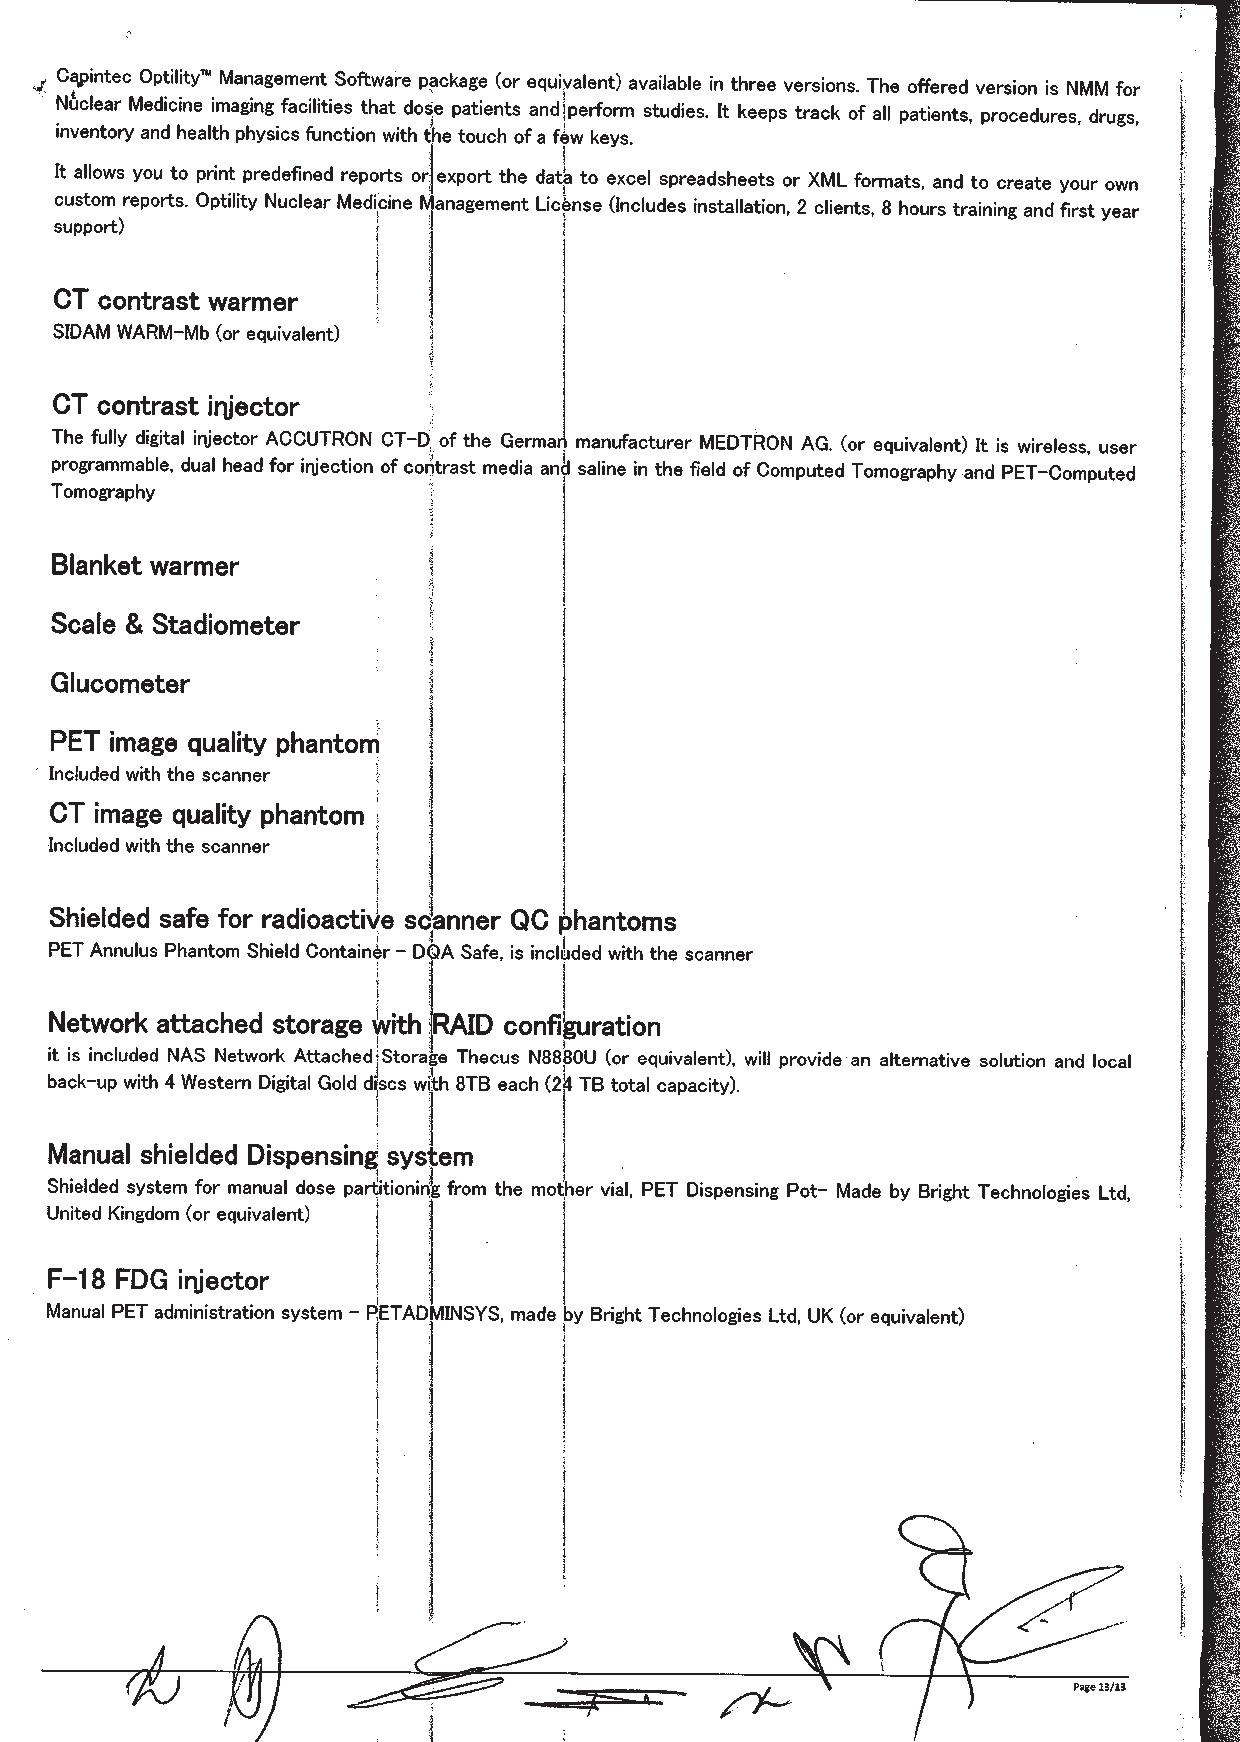 Capintec Optility™ Management Software package (or equivalent) available in three versions. The offered version is NMM for
Nuclear Medicine imaging facilities that dose patients and perform studies. It keeps track of all patients, procedures, drugs,
inventory and health physics function with the touch of a few keys.
It allows you to print predefined reports or export the data to excel spreadsheets or XML formats, and to create your own
custom reports. Optility Nuclear Medicine Management License (Includes installation, 2 clients, 8 hours training and first year
support)
CT contrast warmer
SIDAM WARM-Mb (or equivalent)
CT contrast injector
The fully digital injector ACCUTRON CT-D of the German manufacturer MEDTRON AG. (or equivalent) It is wireless, user
programmable, dual head for injection of contrast media and saline in the field of Computed Tomography and PET-Computed
Tomography
Blanket warmer
Scale & Stadiometer
Glucometer
PET image quality phantom
Included with the scanner
CT image quality phantom
Included with the scanner
Shielded safe for radioactive scanner QC phantoms
PET Annulus Phantom Shield Container - DQA Safe, is included with the scanner
Network attached storage with RAID configuration
it is included NAS Network Attached Storage Thecus N8880U (or equivalent), will provide an alternative solution and local
back-up with 4 Western Digital Gold discs with 8TB each (24 TB total capacity).
Manual shielded Dispensing system
Shielded system for manual dose partitioning from the mother vial, PET Dispensing Pot- Made by Bright Technologies Ltd,
United Kingdom (or equivalent)
F-18 FDG injector
Manual PET administration system - PETADMINSYS, made by Bright Technologies Ltd, UK (or equivalent)
Page 13/13